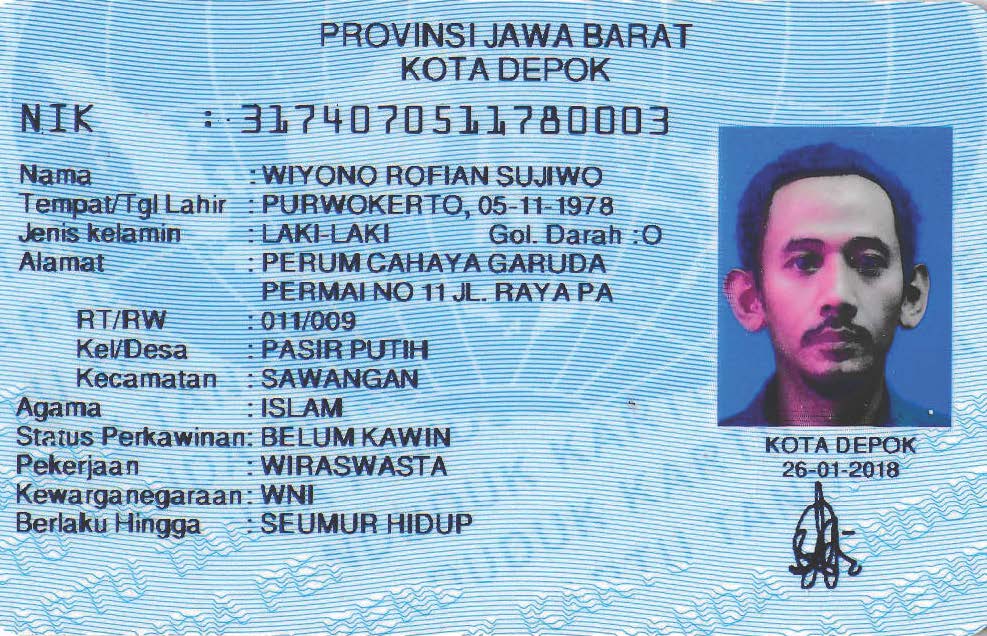 PROVINSI JAWA BARAT
KOTA DEPOK
NIK : 3174070511780003
Nama : WIYONO ROFIAN SUJIWO
Tempat/Tgl Lahir : PURWOKERTO, 05-11-1978
Jenis kelamin : LAKI-LAKI Gol. Darah :O
Alamat : PERUM CAHAYA GARUDA
PERMAI NO 11 JL. RAYA PA
RT/RW : 011/009
Kel/Desa : PASIR PUTIH
Kecamatan : SAWANGAN
Agama : ISLAM
Status Perkawinan: BELUM KAWIN
Pekerjaan : WIRASWASTA
Kewarganegaraan: WNI
Berlaku Hingga : SEUMUR HIDUP
KOTA DEPOK
26-01-2018